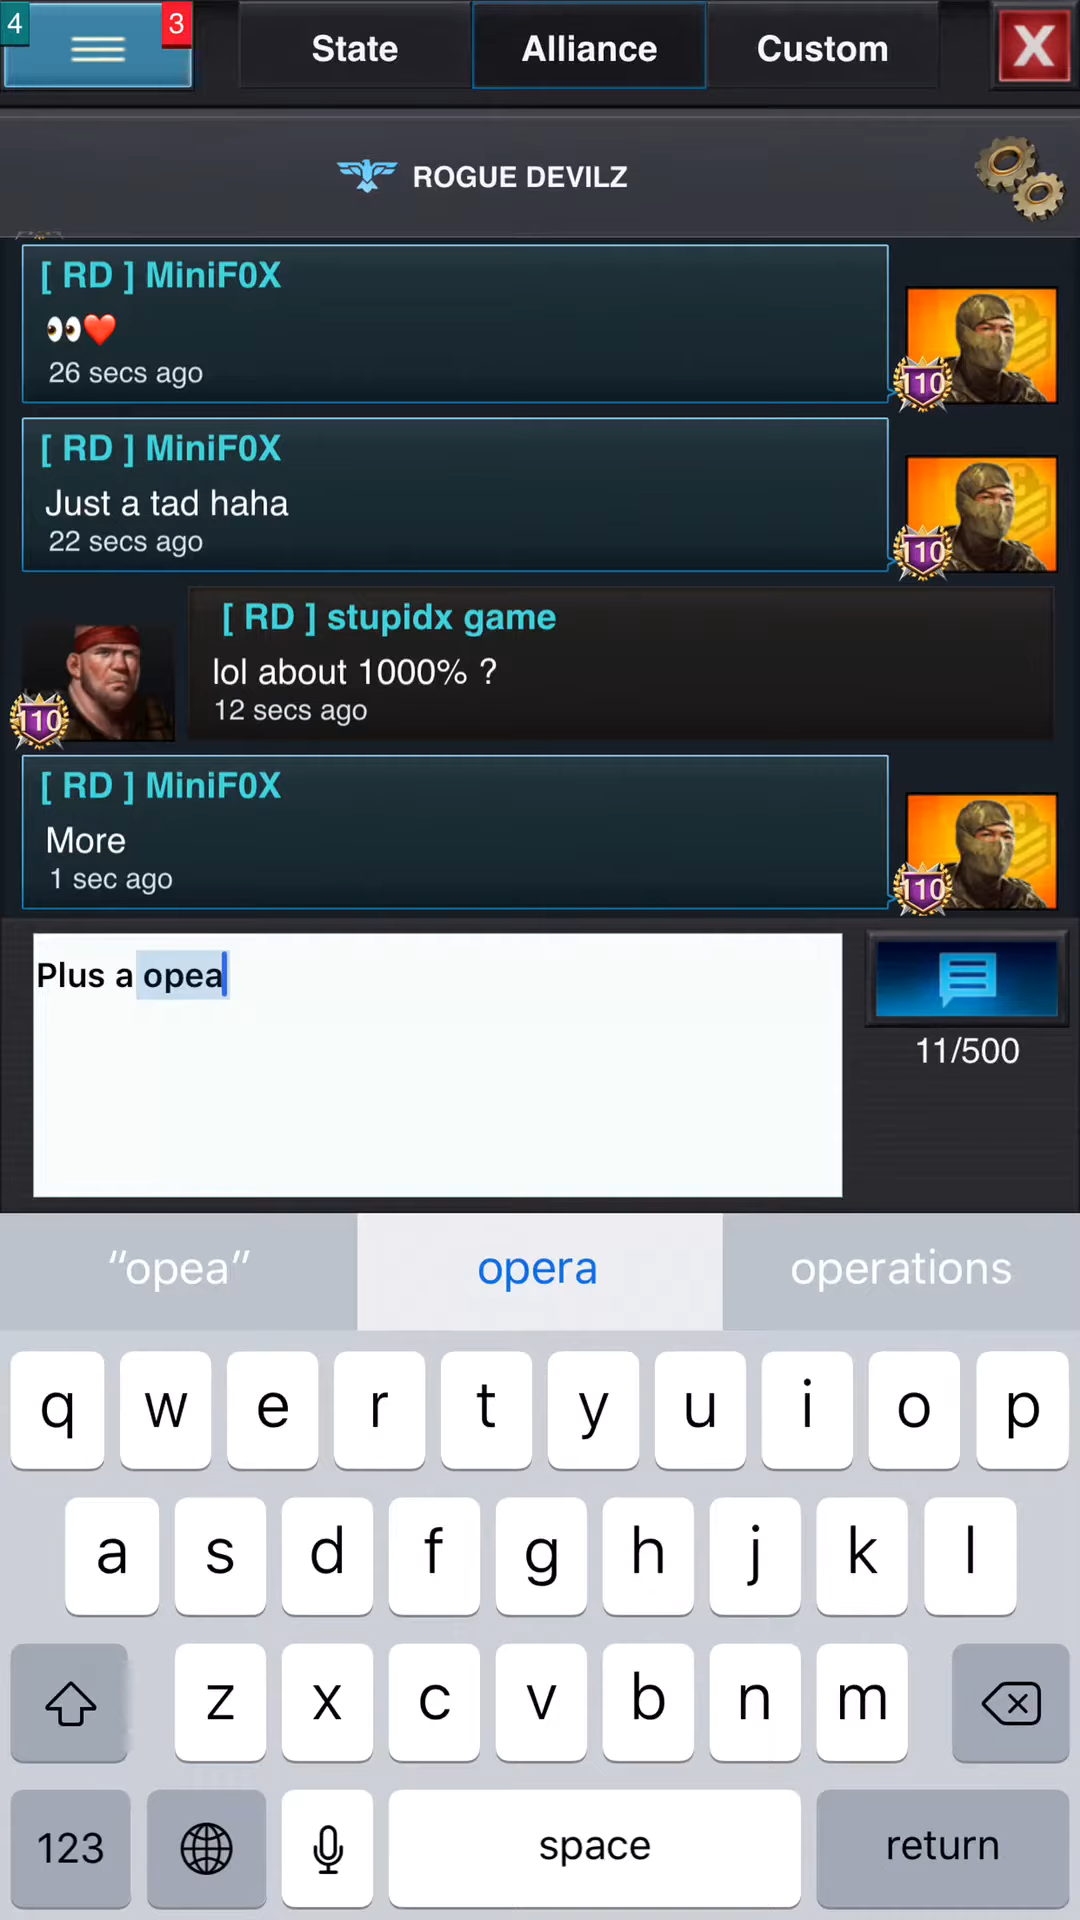 4
3
State
Alliance
Custom
X
ROGUE DEVILZ
[ RD ] MiniF0X
👀❤️
26 secs ago
110
[ RD ] MiniF0X
Just a tad haha
22 secs ago
110
[ RD ] stupidx game
lol about 1000% ?
12 secs ago
110
[ RD ] MiniF0X
More
1 sec ago
110
Plus a opea
11/500
“opea” opera operations
q w e r t y u i o p
a s d f g h j k l
z x c v b n m
123 space return